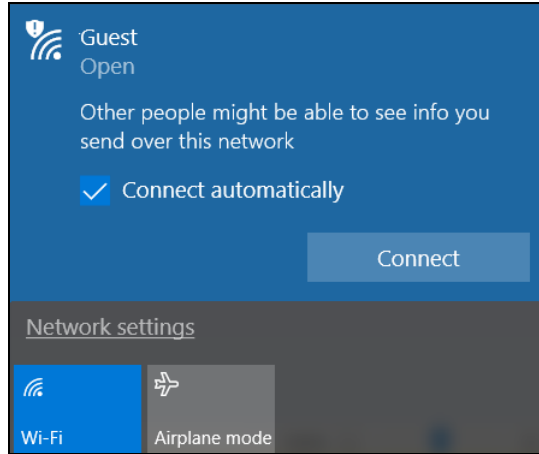 Guest
Open
Other people might be able to see info you
send over this network
Connect automatically
Connect
Network settings
Wi-Fi
Airplane mode